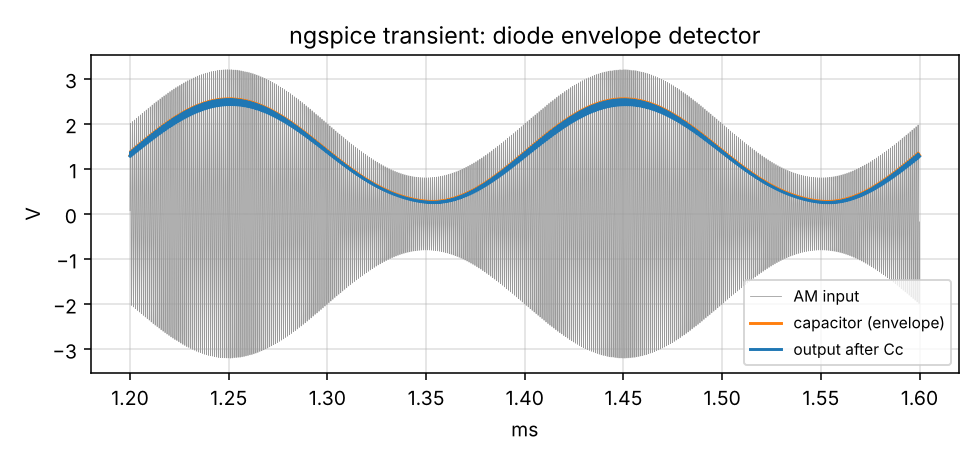 ngspice transient: diode envelope detector
V
3
2
1
0
−1
−2
−3
AM input
capacitor (envelope)
output after Cc
1.20 1.25 1.30 1.35 1.40 1.45 1.50 1.55 1.60
ms